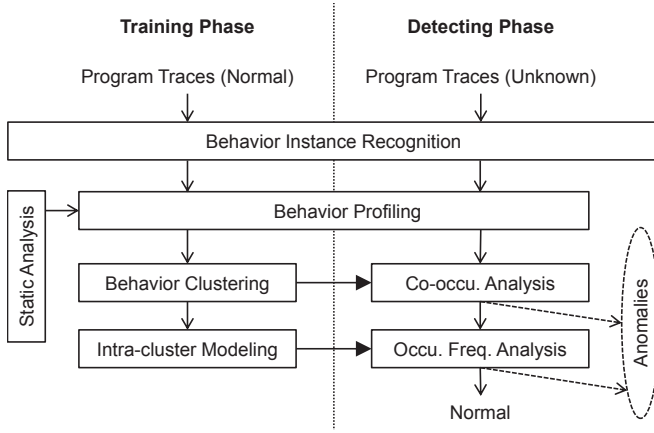 Training Phase
Detecting Phase
Program Traces (Normal)
Program Traces (Unknown)
Behavior Instance Recognition
Static Analysis
Behavior Profiling
Behavior Clustering
Co-occu. Analysis
Anomalies
Intra-cluster Modeling
Occu. Freq. Analysis
Normal